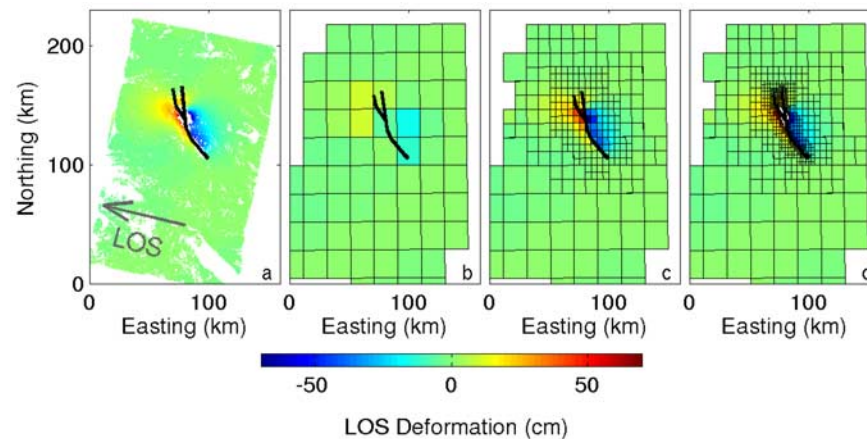 200
Northing (km)
100
0
LOS
a
b
c
d
0
100
0
100
0
100
0
100
Easting (km)
Easting (km)
Easting (km)
Easting (km)
-50
0
50
LOS Deformation (cm)